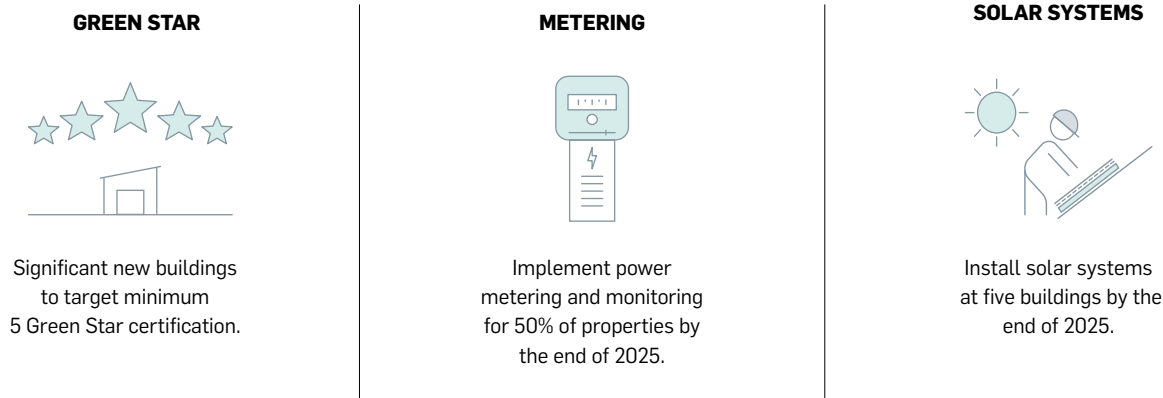 GREEN STAR
Significant new buildings
to target minimum
5 Green Star certification.
METERING
Implement power
metering and monitoring
for 50% of properties by
the end of 2025.
SOLAR SYSTEMS
Install solar systems
at five buildings by the
end of 2025.